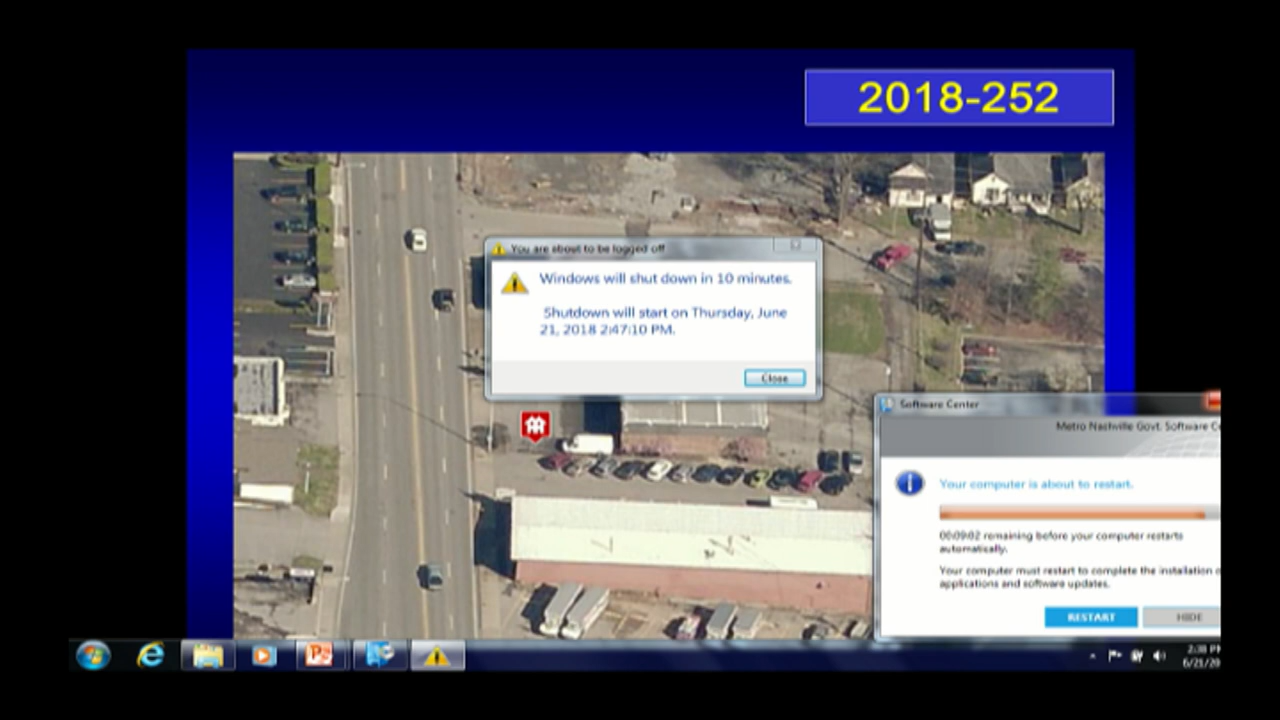 2018-252
You are about to be logged off
Windows will shut down in 10 minutes.
Shutdown will start on Thursday, June
21, 2018 2:47:10 PM.
Close
Software Center
Metro Nashville Govt. Software Ce
Your computer is about to restart.
00:09:02 remaining before your computer restarts
automatically.
Your computer must restart to complete the installation o
applications and software updates.
RESTART
HIDE
2:38 PM
6/21/20